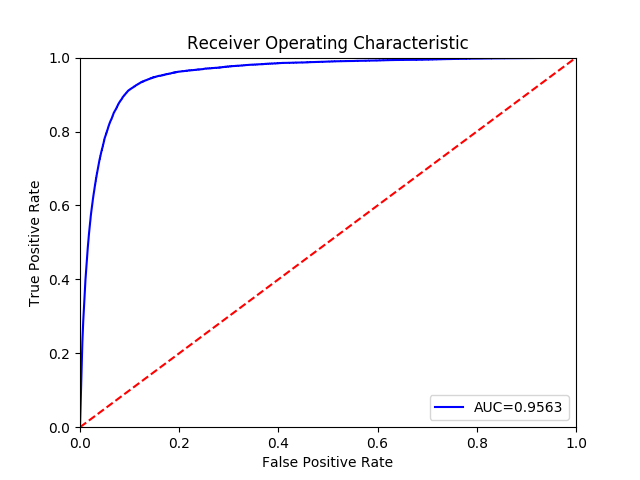 Receiver Operating Characteristic
1.0
0.8
0.6
0.4
0.2
0.0
True Positive Rate
AUC=0.9563
0.0 0.2 0.4 0.6 0.8 1.0
False Positive Rate